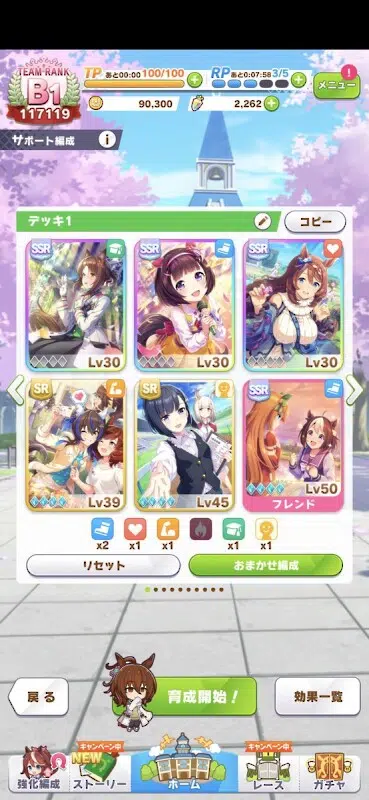 TEAM RANK
B1
117119
TP あと00:00 100/100
RP あと0:07:58 3/5
メニュー
90,300
2,262
サポート編成
i
デッキ1
コピー
SSR
SSR
SSR
Lv30
Lv30
Lv30
SR
SR
SSR
Lv39
Lv45
Lv50
フレンド
x2
x1
x1
x1
x1
リセット
おまかせ編成
戻る
育成開始!
効果一覧
キャンペーン中
キャンペーン中
NEW
強化編成
ストーリー
ホーム
レース
ガチャ